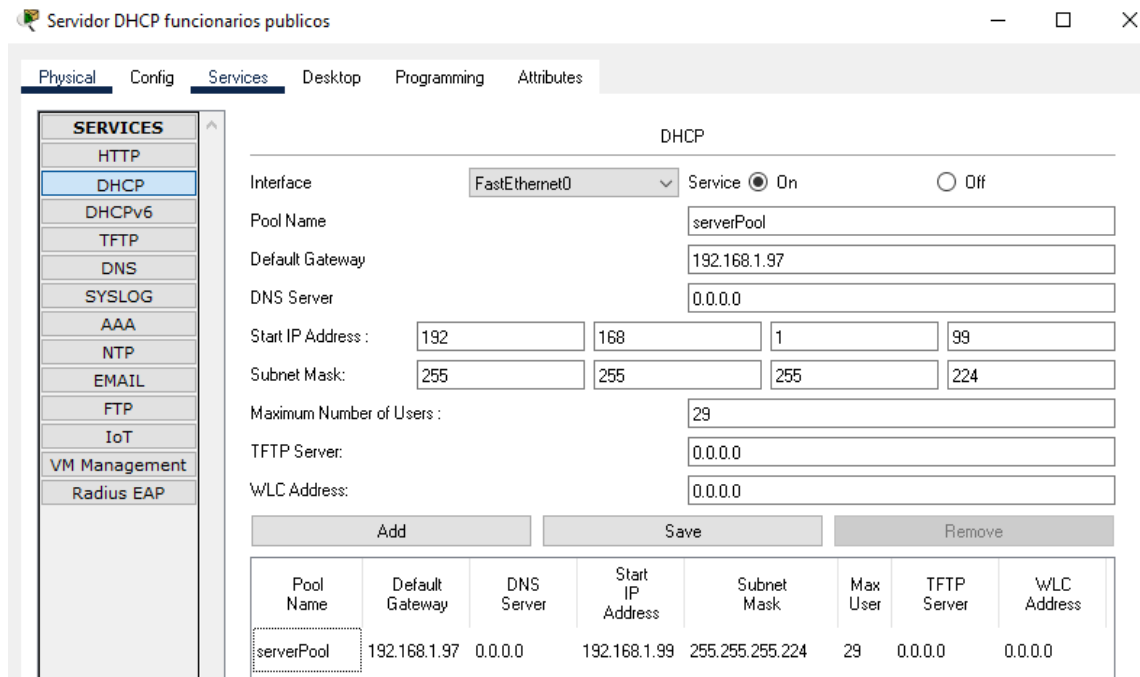 Servidor DHCP funcionarios publicos
Physical Config Services Desktop Programming Attributes
SERVICES
HTTP
DHCP
DHCPv6
TFTP
DNS
SYSLOG
AAA
NTP
EMAIL
FTP
IoT
VM Management
Radius EAP
DHCP
Interface FastEthernet0 Service On Off
Pool Name serverPool
Default Gateway 192.168.1.97
DNS Server 0.0.0.0
Start IP Address : 192 168 1 99
Subnet Mask: 255 255 255 224
Maximum Number of Users : 29
TFTP Server: 0.0.0.0
WLC Address: 0.0.0.0
Add Save Remove
Pool Name Default Gateway DNS Server Start IP Address Subnet Mask Max User TFTP Server WLC Address
serverPool 192.168.1.97 0.0.0.0 192.168.1.99 255.255.255.224 29 0.0.0.0 0.0.0.0